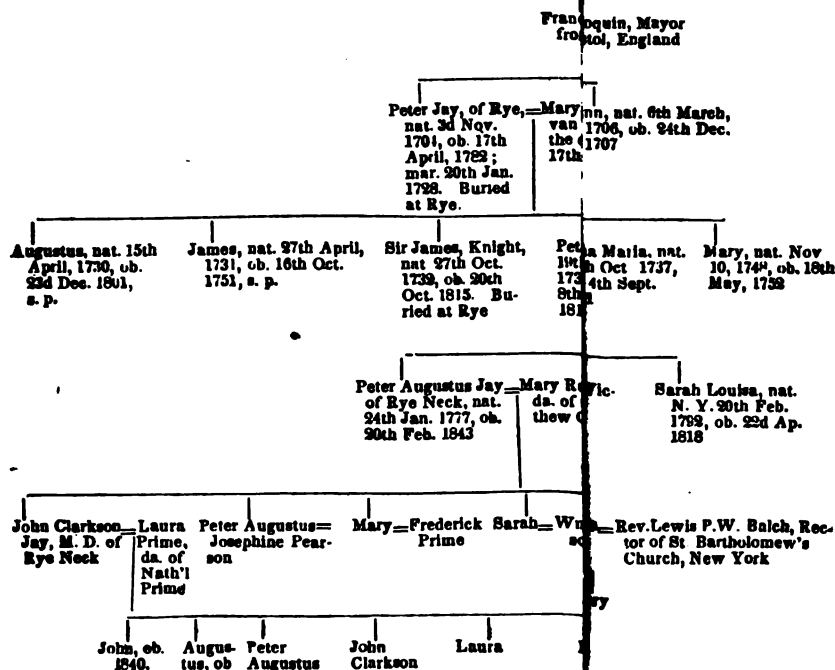 Fran oquin, Mayor
fro tol, England
Peter Jay, of Rye,=Mary
nat. 3d Nov.
1704, ob. 17th
April, 1782;
mar. 20th Jan.
1728. Buried
at Rye.
van
the
17th
nn, nat. 6th March,
1706, ob. 24th Dec.
1707
Augustus, nat. 15th
April, 1730, ob.
23d Dec. 1801,
s. p.
James, nat. 27th April,
1731, ob. 16th Oct.
1751, s. p.
Sir James, Knight,
nat 27th Oct.
1732, ob. 20th
Oct. 1815. Bu-
ried at Rye
Pet
173
8th
181
a Maria, nat.
h Oct 1737,
4th Sept.
Mary, nat. Nov
10, 174 , ob. 18th
May, 1752
Peter Augustus Jay=Mary R
of Rye Neck, nat.
24th Jan. 1777, ob.
20th Feb. 1843
da. of
thew C
Vic-
Sarah Louisa, nat.
N. Y. 20th Feb.
1792, ob. 22d Ap.
1818
John Clarkson=
Jay, M. D. of
Rye Neck
Laura
Prime,
da. of
Nath'l
Prime
Peter Augustus=
Josephine Pear-
son
Mary=Frederick
Prime
Sarah=W
=Rev. Lewis P. W. Balch, Rec-
tor of St Bartholomew's
Church, New York
ry
John, ob.
1840.
Augus-
tus, ob
Peter
Augustus
John
Clarkson
Laura